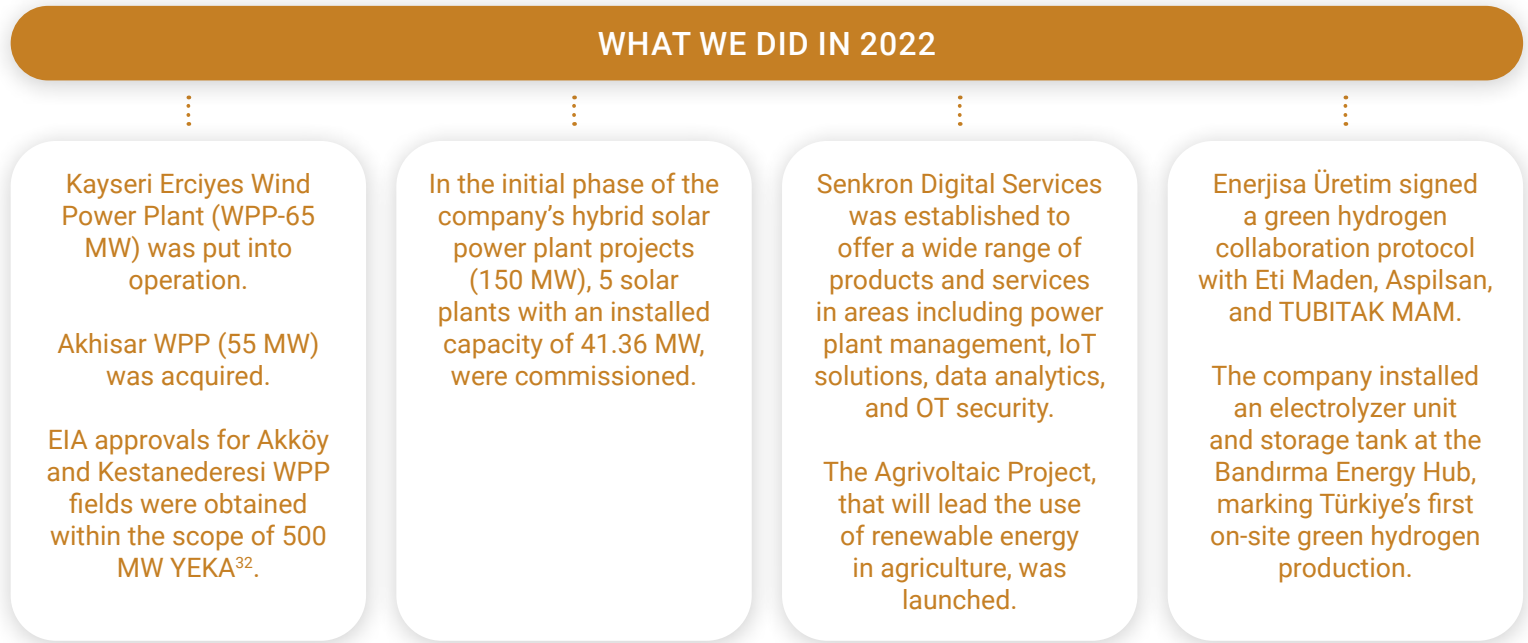 WHAT WE DID IN 2022
Kayseri Erciyes Wind
Power Plant (WPP-65
MW) was put into
operation.
Akhisar WPP (55 MW)
was acquired.
EIA approvals for Akköy
and Kestanederesi WPP
fields were obtained
within the scope of 500
MW YEKA³².
In the initial phase of the
company’s hybrid solar
power plant projects
(150 MW), 5 solar
plants with an installed
capacity of 41.36 MW,
were commissioned.
Senkron Digital Services
was established to
offer a wide range of
products and services
in areas including power
plant management, IoT
solutions, data analytics,
and OT security.
The Agrivoltaic Project,
that will lead the use
of renewable energy
in agriculture, was
launched.
Enerjisa Üretim signed
a green hydrogen
collaboration protocol
with Eti Maden, Aspilsan,
and TUBITAK MAM.
The company installed
an electrolyzer unit
and storage tank at the
Bandırma Energy Hub,
marking Türkiye’s first
on-site green hydrogen
production.